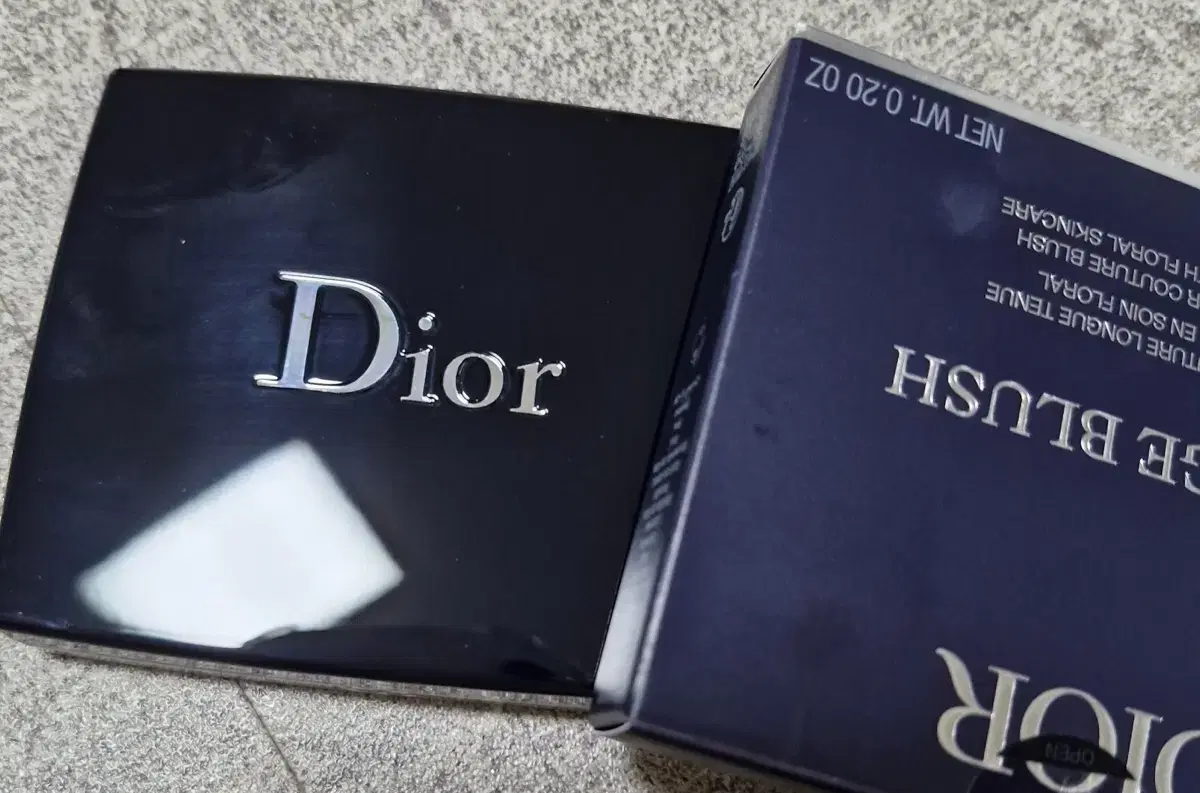 Dior
DIOR
GE BLUSH
TURE LONGUE TENUE
EN SOIN FLORAL
R COUTURE BLUSH
TH FLORAL SKINCARE
NET WT. 0.20 OZ
OPEN